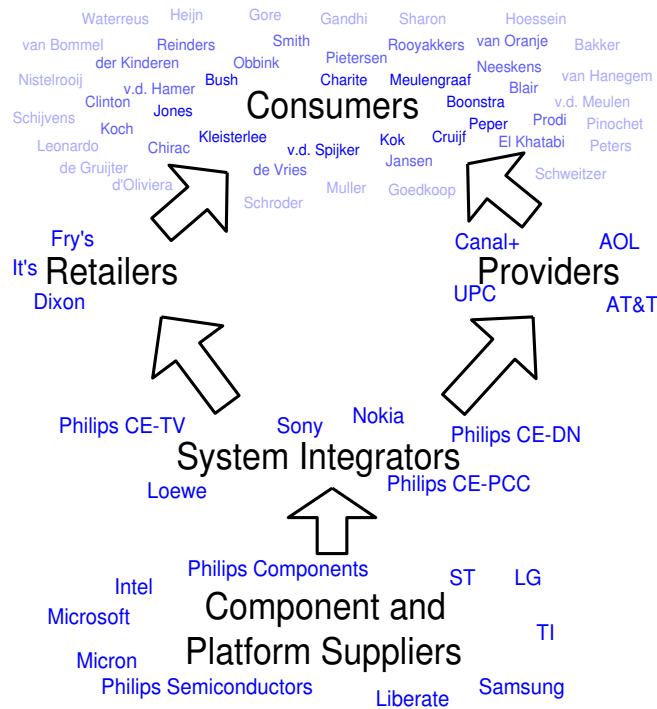 Waterreus Heijn Gore Gandhi Sharon Hoessein
van Bommel Reinders Smith Rooyakkers van Oranje Bakker
der Kinderen Obbink Pietersen Neeskens
Nistelrooij v.d. Hamer Bush Charite Meulengraaf Blair van Hanegem
Clinton Jones Consumers Boonstra v.d. Meulen
Schijvens Koch Kleisterlee Kok Cruijf Peper Prodi Pinochet
Leonardo Chirac v.d. Spijker Jansen El Khatabi Peters
de Gruijter d'Oliviera de Vries Muller Goedkoop Schweitzer
Schroder
Fry's Canal+ AOL
It's Retailers Providers
Dixon UPC AT&T
Philips CE-TV Sony Nokia Philips CE-DN
System Integrators
Loewe Philips CE-PCC
Philips Components ST LG
Intel
Microsoft Component and
TI
Micron Platform Suppliers
Philips Semiconductors Liberate Samsung